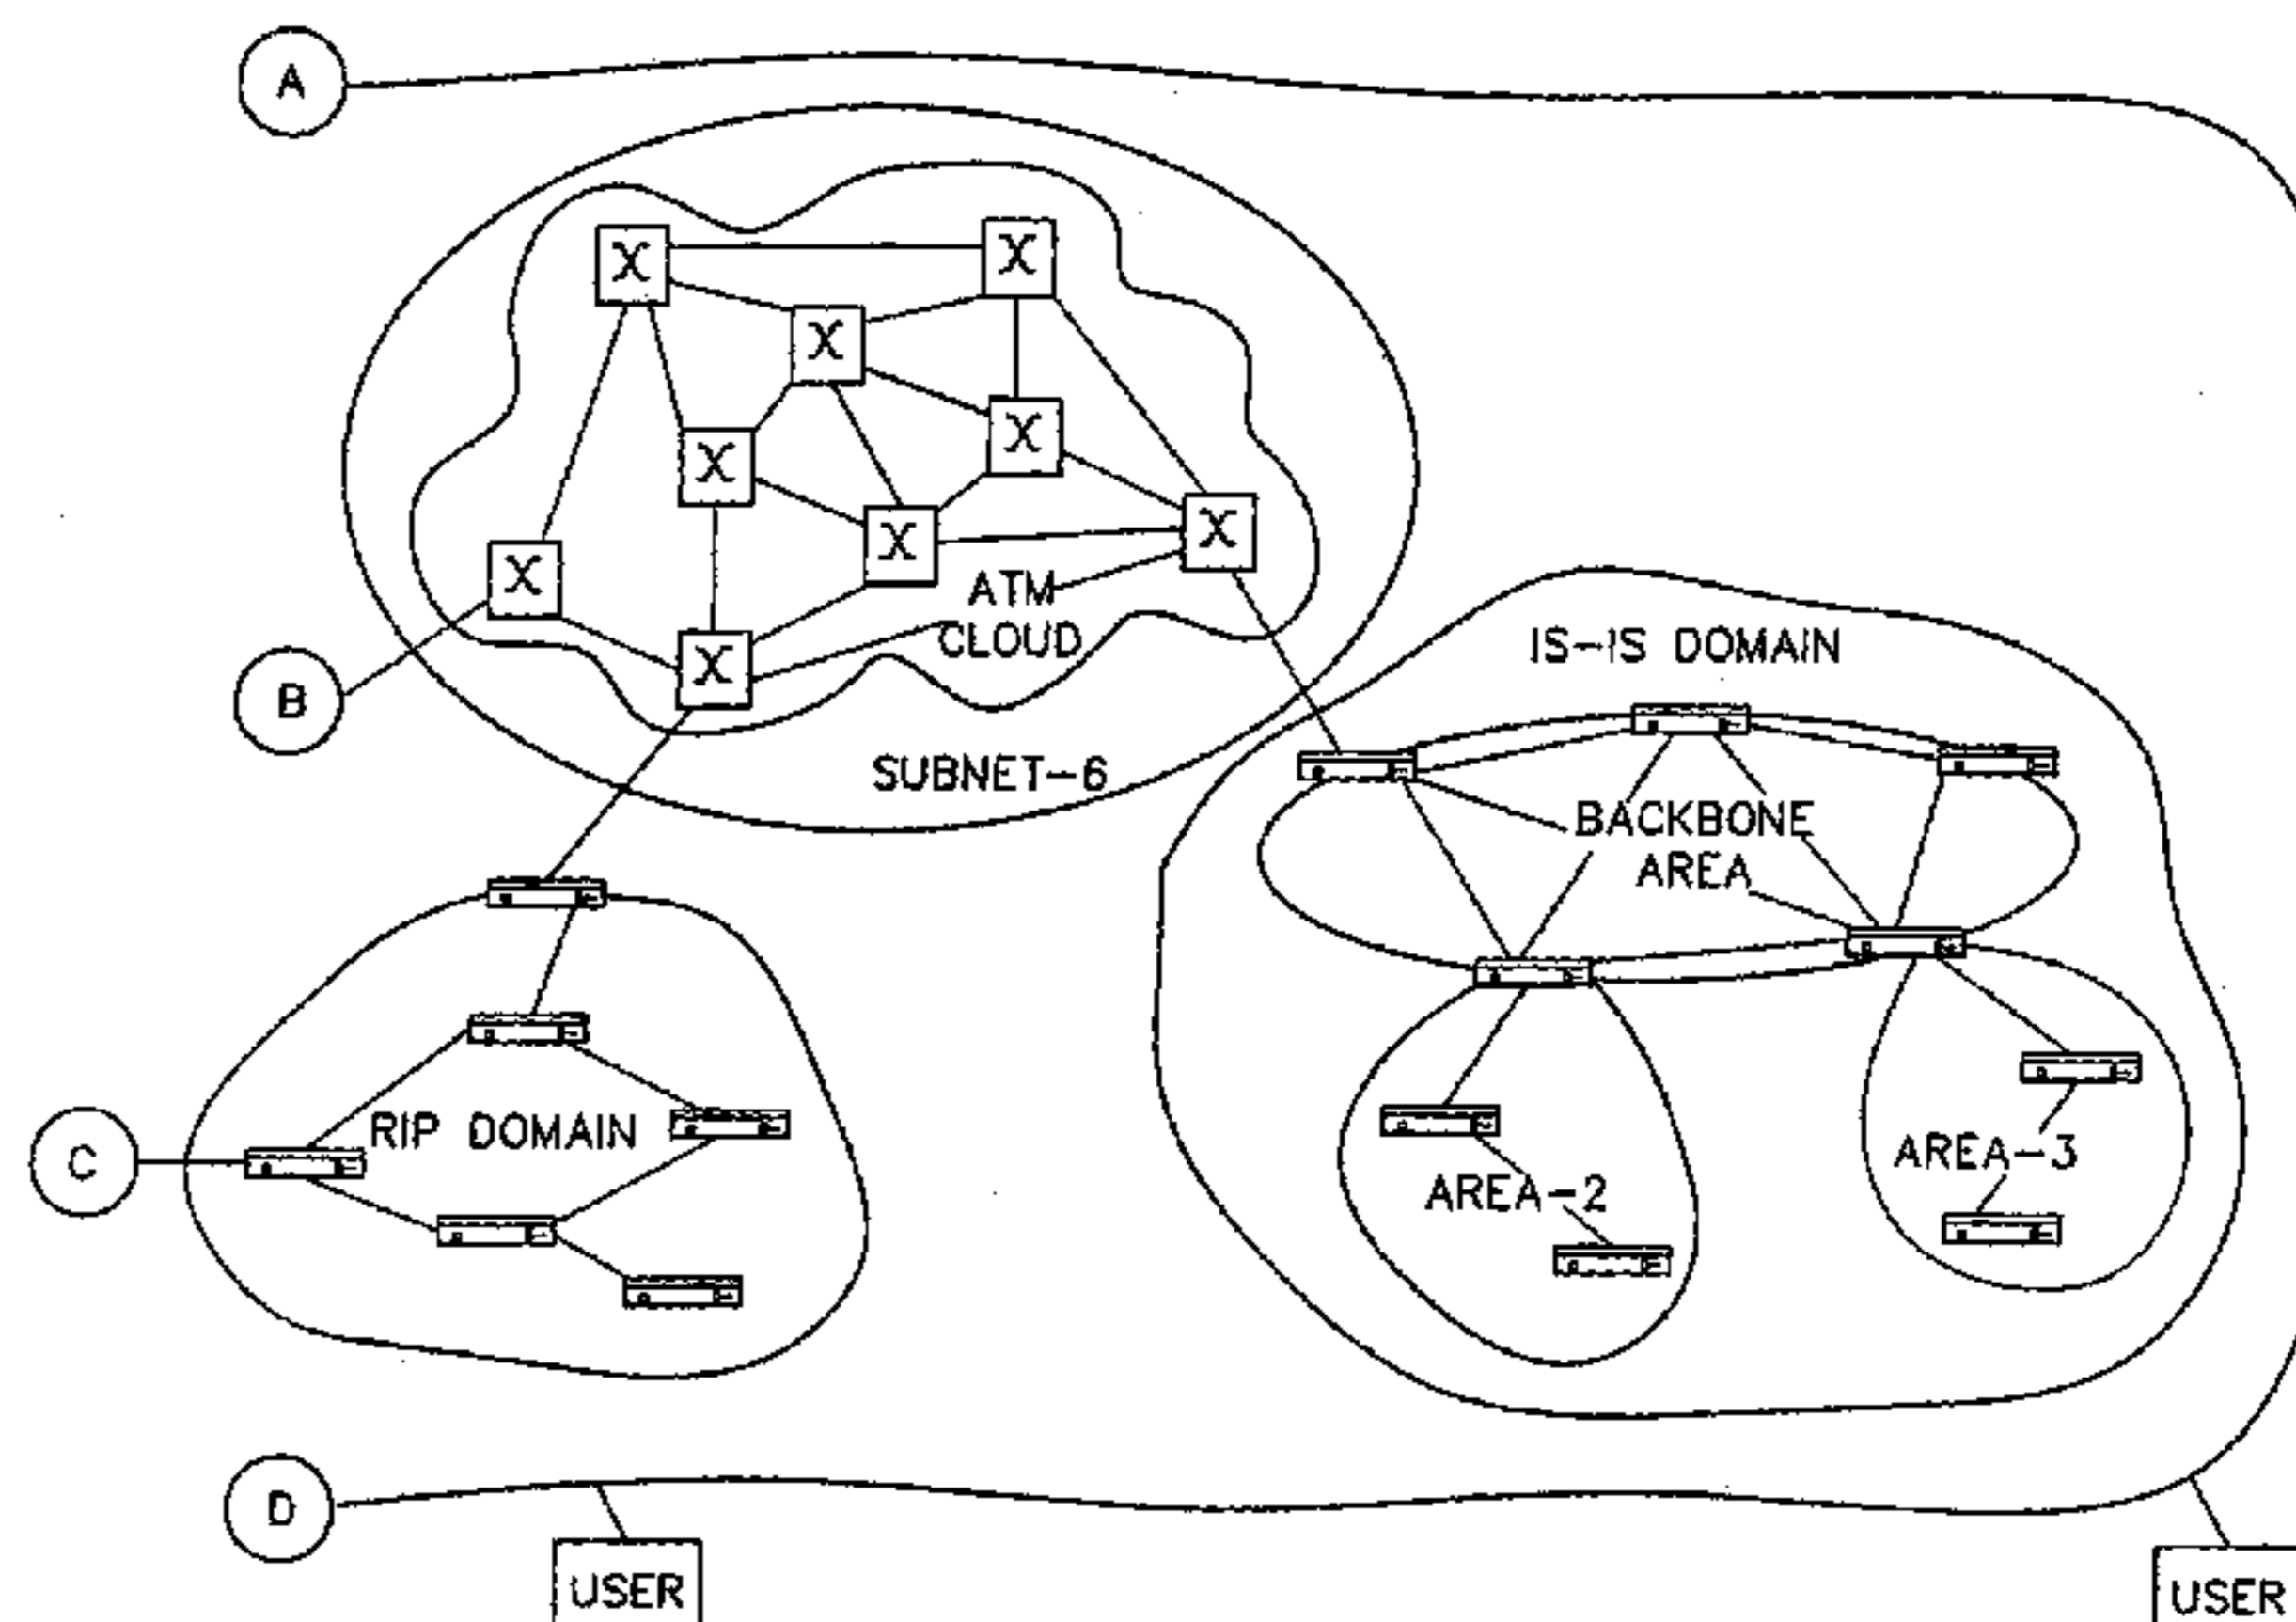 A
X
X
X
X
X
X
X
X
X
ATM
CLOUD
B
IS-IS DOMAIN
SUBNET-6
BACKBONE
AREA
RIP DOMAIN
C
AREA-3
AREA-2
D
USER
USER